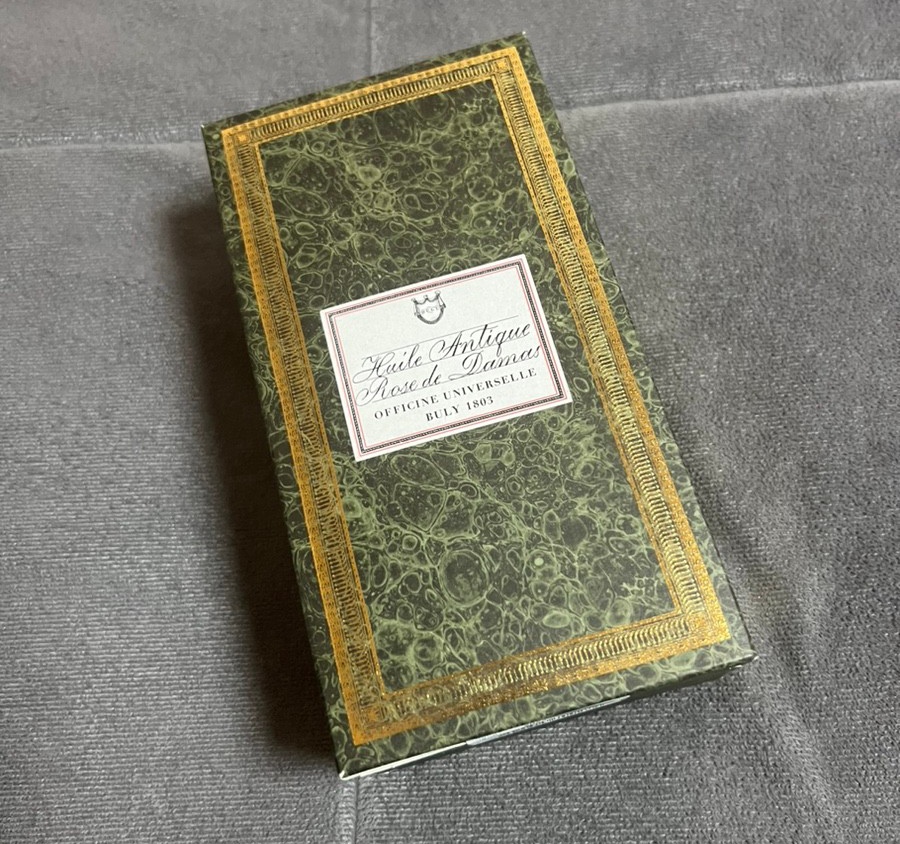 Huile Antique
Rose de Damas
OFFICINE UNIVERSELLE
BULY 1803